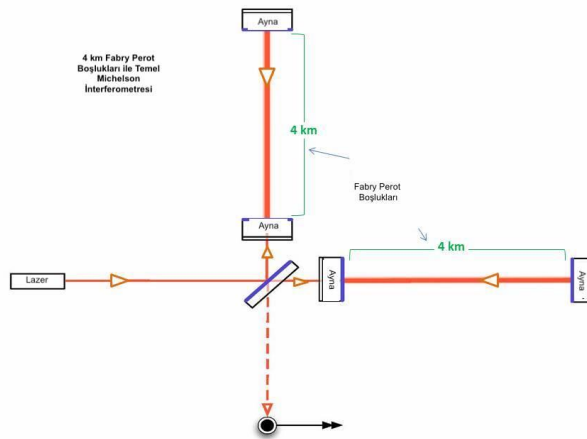 Ayna
4 km Fabry Perot
Boşlukları ile Temel
Michelson
İnterferometresi
4 km
Fabry Perot
Boşlukları
Ayna
4 km
Lazer
Ayna
Ayna